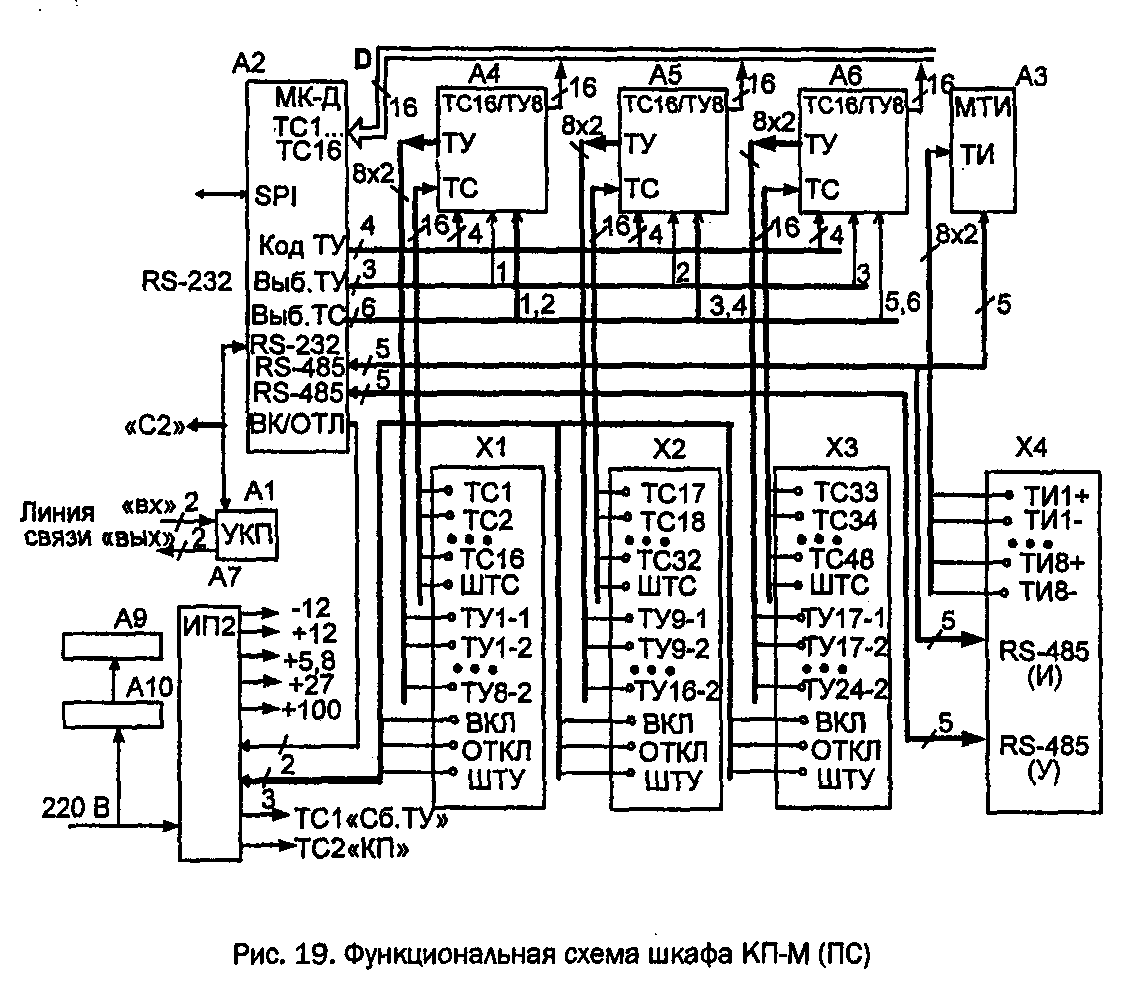 D
A2
МК-Д
ТС1...
ТС16
SPI
Код ТУ
RS-232
Выб.ТУ
Выб.ТС
RS-232
RS-485
RS-485
ВК/ОТЛ
16
4
3
6
5
5
A4
ТС16/ТУ8
ТУ
ТС
16
8x2
16
4
1
1,2
A5
ТС16/ТУ8
ТУ
ТС
16
8x2
16
4
2
3,4
A6
ТС16/ТУ8
ТУ
ТС
16
8x2
16
4
3
5,6
A3
МТИ
ТИ
8x2
5
«С2»
A1
УКП
Линия
связи
«вх»
2
«вых»
2
A7
ИП2
-12
+12
+5,8
+27
+100
2
2
3
A9
A10
220 В
ТС1«Сб.ТУ»
ТС2«КП»
X1
ТС1
ТС2
•••
ТС16
ШТС
ТУ1-1
ТУ1-2
•••
ТУ8-2
ВКЛ
ОТКЛ
ШТУ
X2
ТС17
ТС18
•••
ТС32
ШТС
ТУ9-1
ТУ9-2
•••
ТУ16-2
ВКЛ
ОТКЛ
ШТУ
X3
ТС33
ТС34
•••
ТС48
ШТС
ТУ17-1
ТУ17-2
•••
ТУ24-2
ВКЛ
ОТКЛ
ШТУ
X4
ТИ1+
ТИ1-
•••
ТИ8+
ТИ8-
5
RS-485
(И)
5
RS-485
(У)
Рис. 19. Функциональная схема шкафа КП-М (ПС)